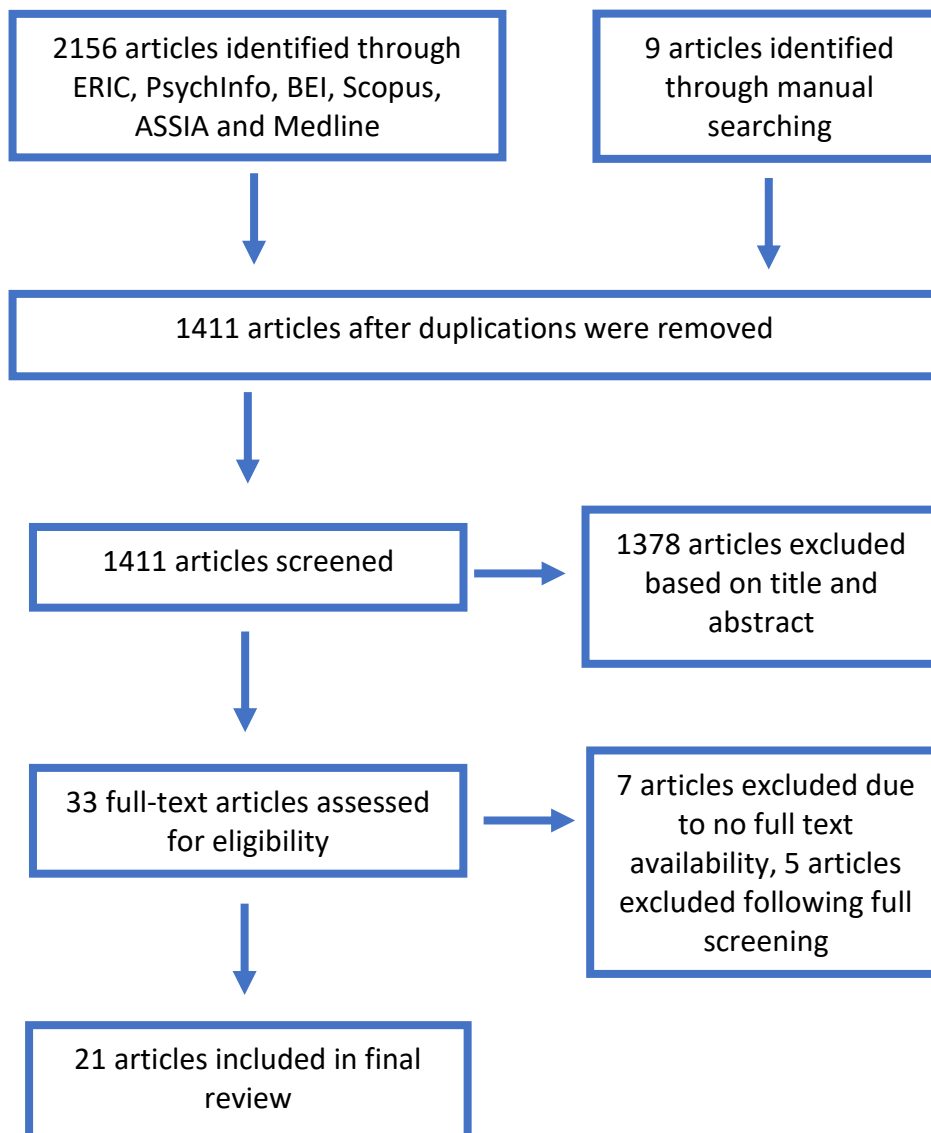 2156 articles identified through
ERIC, PsychInfo, BEI, Scopus,
ASSIA and Medline
9 articles identified
through manual
searching
1411 articles after duplications were removed
1411 articles screened
1378 articles excluded
based on title and
abstract
33 full-text articles assessed
for eligibility
7 articles excluded due
to no full text
availability, 5 articles
excluded following full
screening
21 articles included in final
review